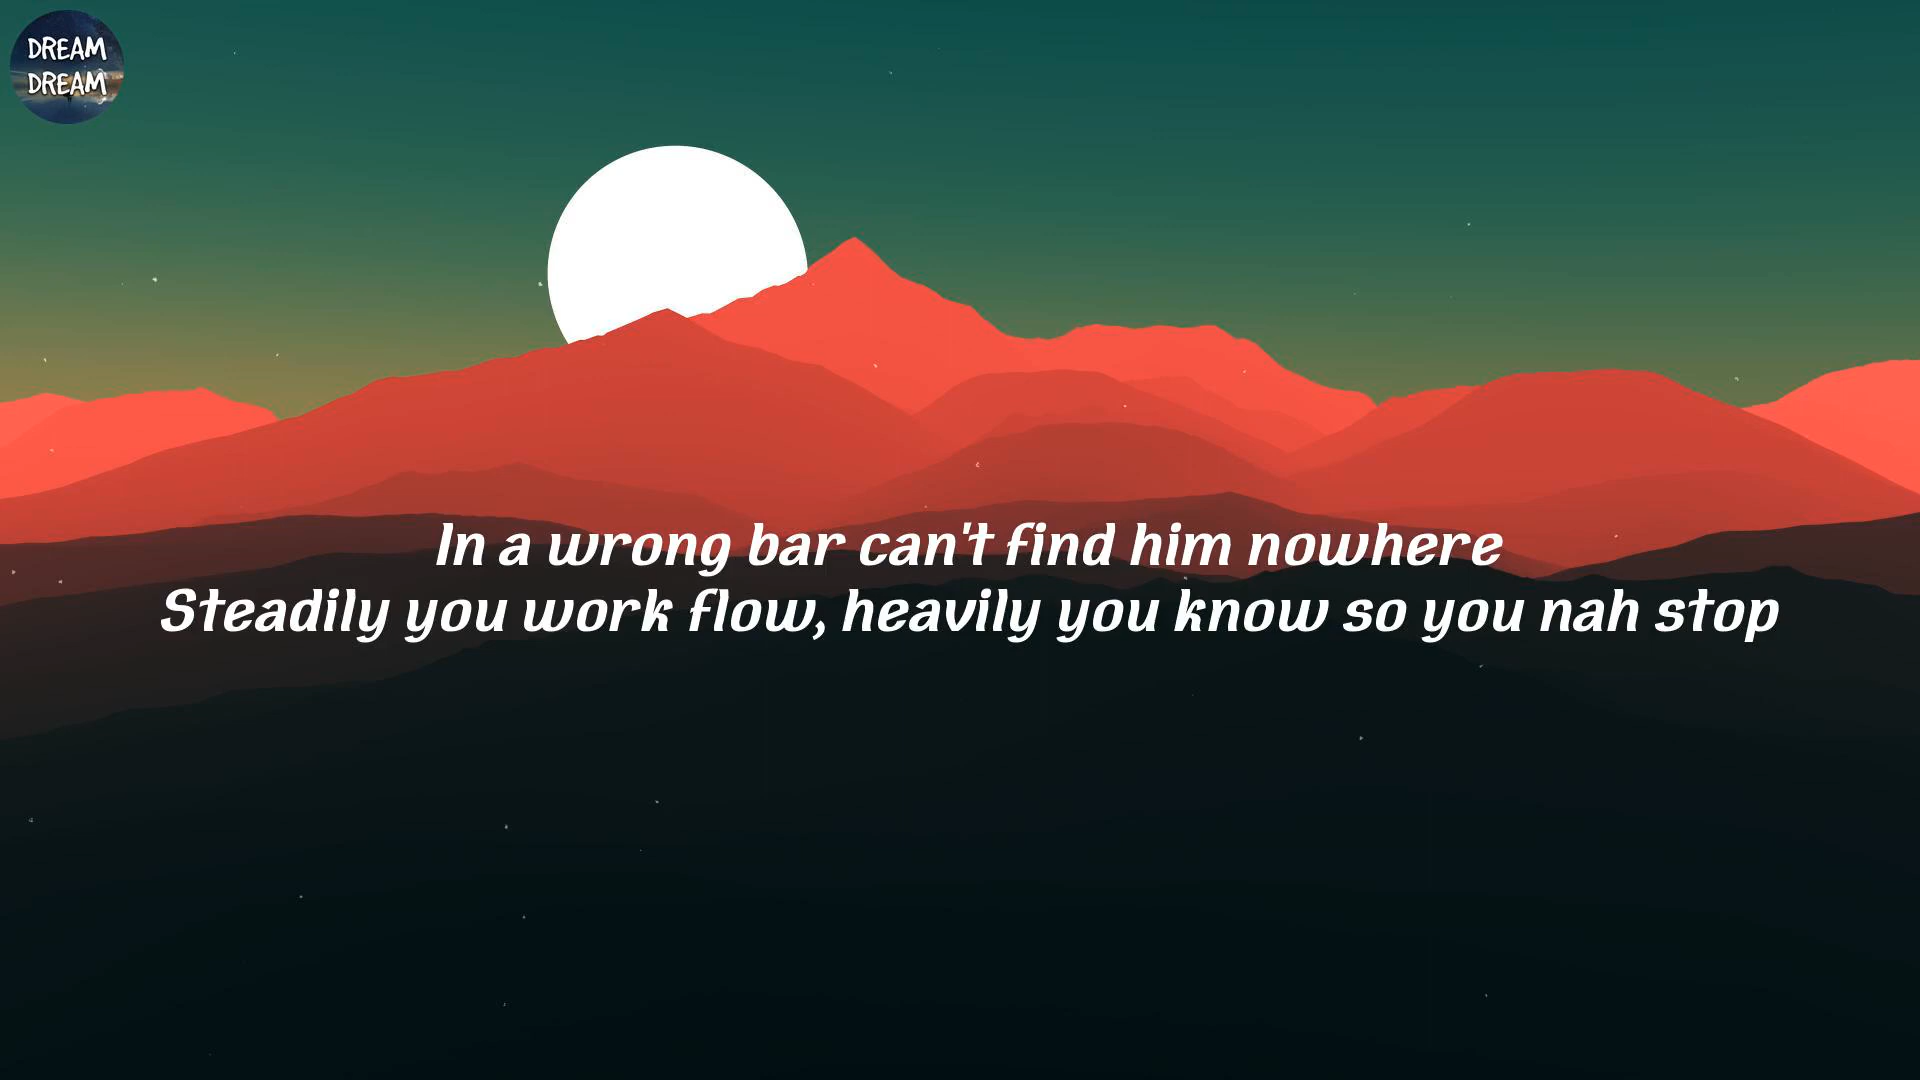 DREAM
DREAM
In a wrong bar can't find him nowhere
Steadily you work flow, heavily you know so you nah stop